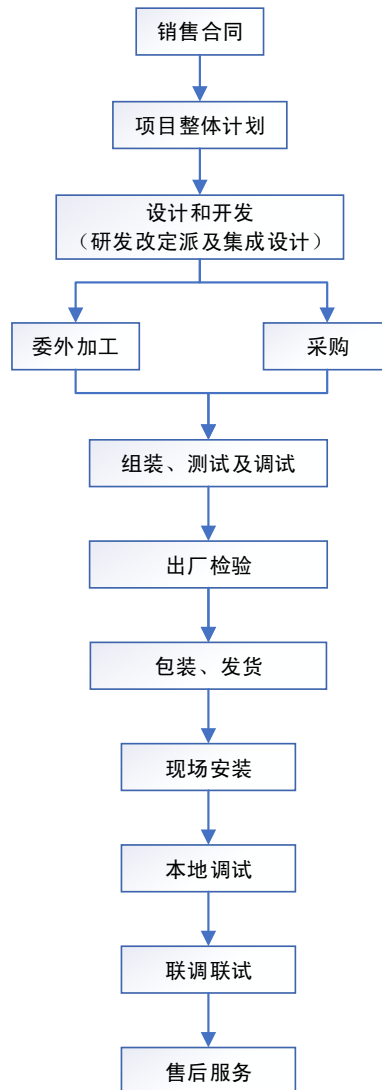 销售合同
项目整体计划
设计和开发
（研发改定派及集成设计）
委外加工
采购
组装、测试及调试
出厂检验
包装、发货
现场安装
本地调试
联调联试
售后服务